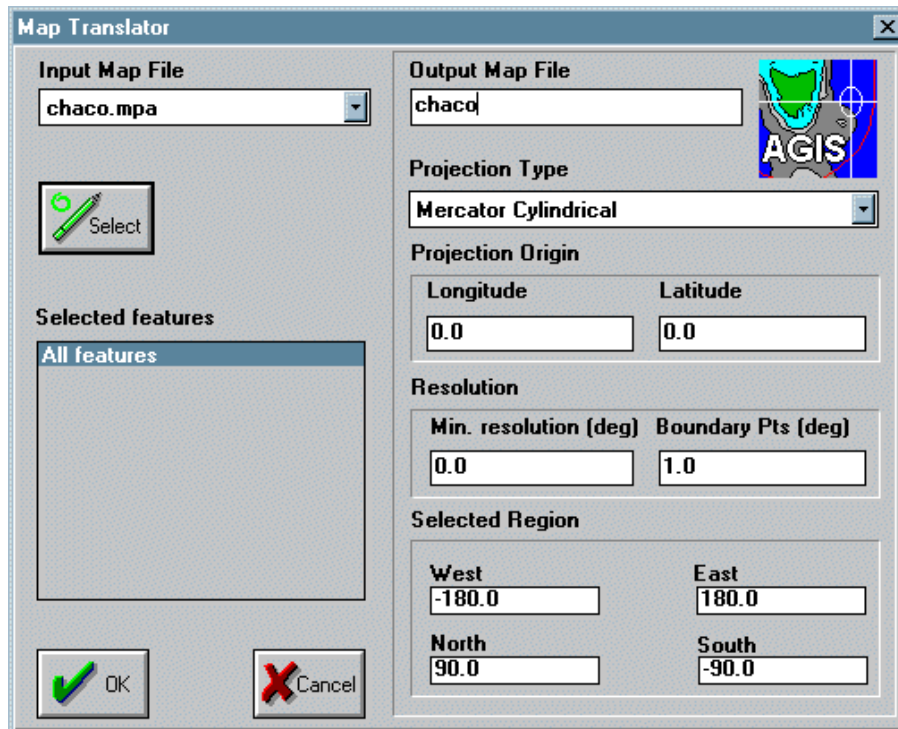 Map Translator
Input Map File
chaco.mpa
Select
Selected features
All features
OK
Cancel
Output Map File
chaco
AGIS
Projection Type
Mercator Cylindrical
Projection Origin
Longitude Latitude
0.0 0.0
Resolution
Min. resolution (deg) Boundary Pts (deg)
0.0 1.0
Selected Region
West East
-180.0 180.0
North South
90.0 -90.0